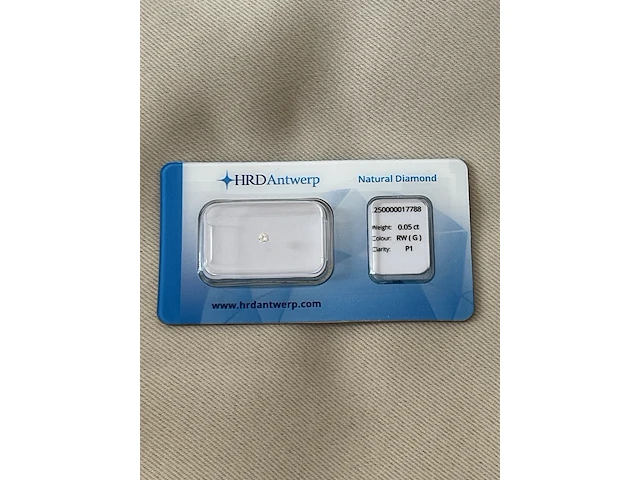 HRDAntwerp
Natural Diamond
250000017788
Weight: 0.05 ct
Colour: RW ( G )
Clarity: P1
www.hrdantwerp.com